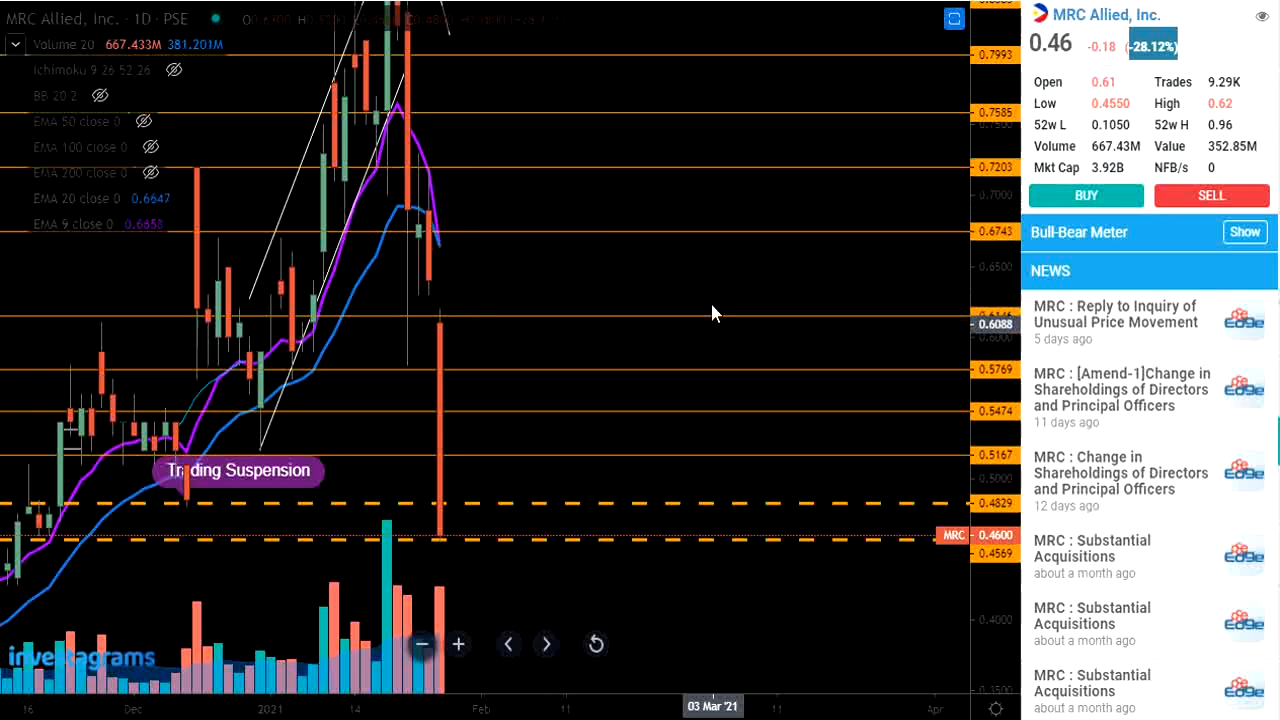 MRC Allied, Inc. · 1D · PSE
Volume 20 667.433M 381.201M
Ichimoku 9 26 52 26
BB 20 2
EMA 50 close 0
EMA 100 close 0
EMA 200 close 0
EMA 20 close 0 0.6647
EMA 9 close 0 0.6658
Trading Suspension
investagrams
0.7993
0.7585
0.7203
0.7000
0.6743
0.6500
0.6088
0.5769
0.5474
0.5167
0.5000
0.4829
MRC 0.4600
0.4569
0.4000
16 Dec 2021 14 Feb 11 03 Mar '21 11 Apr
MRC Allied, Inc.
0.46 -0.18 (-28.12%)
Open 0.61 Trades 9.29K
Low 0.4550 High 0.62
52w L 0.1050 52w H 0.96
Volume 667.43M Value 352.85M
Mkt Cap 3.92B NFB/s 0
BUY SELL
Bull-Bear Meter Show
NEWS
MRC : Reply to Inquiry of
Unusual Price Movement
5 days ago
MRC : [Amend-1]Change in
Shareholdings of Directors
and Principal Officers
11 days ago
MRC : Change in
Shareholdings of Directors
and Principal Officers
12 days ago
MRC : Substantial
Acquisitions
about a month ago
MRC : Substantial
Acquisitions
about a month ago
MRC : Substantial
Acquisitions
about a month ago